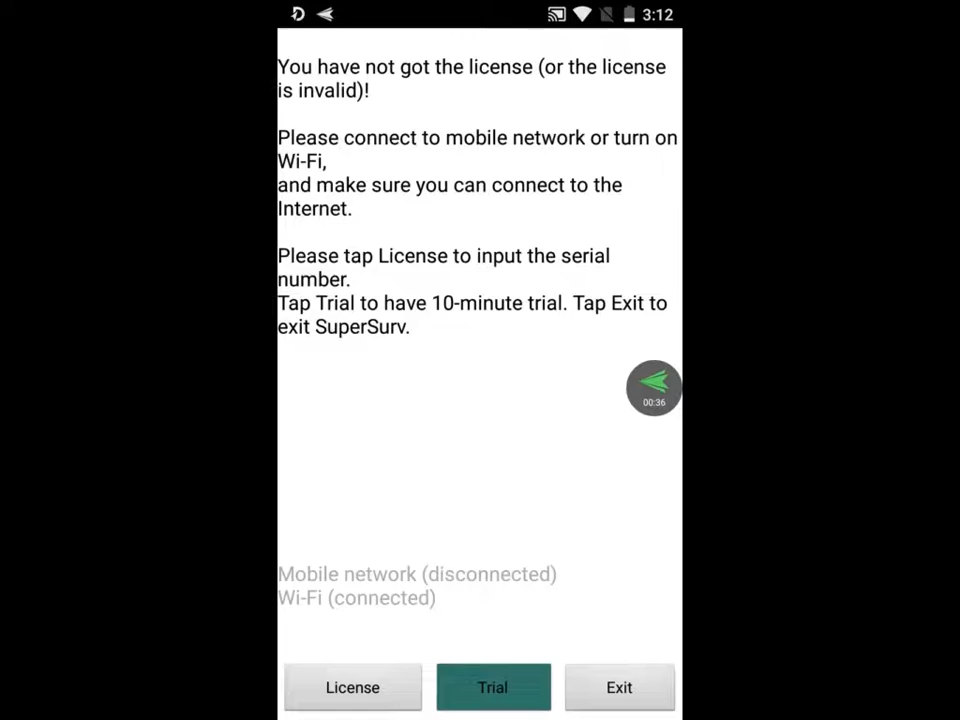 3:12
You have not got the license (or the license
is invalid)!
Please connect to mobile network or turn on
Wi-Fi,
and make sure you can connect to the
Internet.
Please tap License to input the serial
number.
Tap Trial to have 10-minute trial. Tap Exit to
exit SuperSurv.
00:36
Mobile network (disconnected)
Wi-Fi (connected)
License Trial Exit